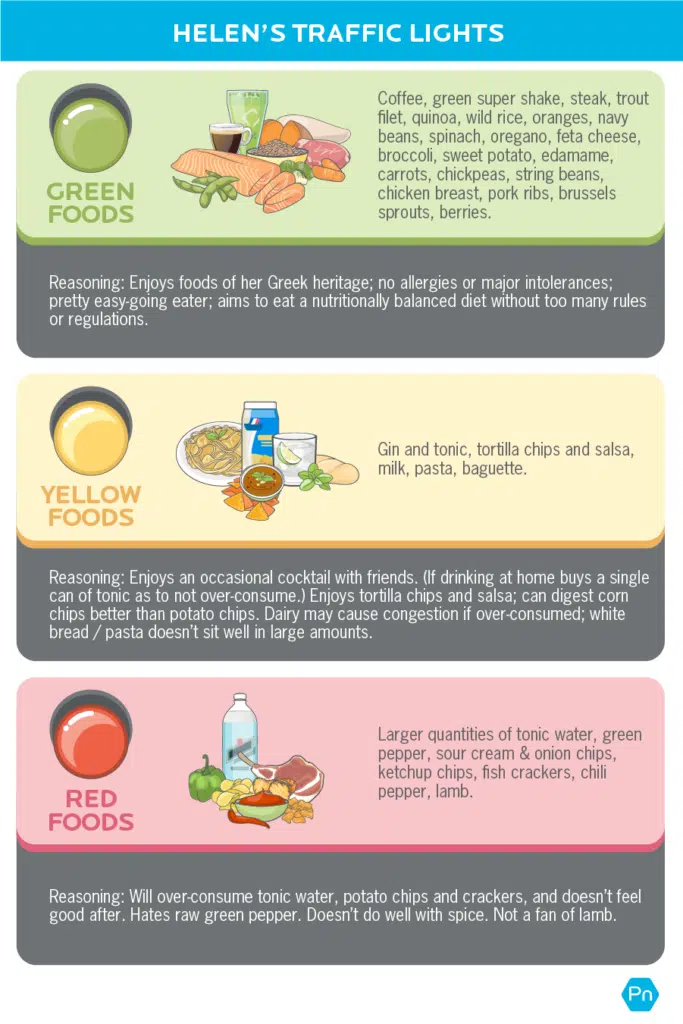 HELEN'S TRAFFIC LIGHTS
GREEN
FOODS
Coffee, green super shake, steak, trout
filet, quinoa, wild rice, oranges, navy
beans, spinach, oregano, feta cheese,
broccoli, sweet potato, edamame,
carrots, chickpeas, string beans,
chicken breast, pork ribs, brussels
sprouts, berries.
Reasoning: Enjoys foods of her Greek heritage; no allergies or major intolerances;
pretty easy-going eater; aims to eat a nutritionally balanced diet without too many rules
or regulations.
YELLOW
FOODS
Gin and tonic, tortilla chips and salsa,
milk, pasta, baguette.
Reasoning: Enjoys an occasional cocktail with friends. (If drinking at home buys a single
can of tonic as to not over-consume.) Enjoys tortilla chips and salsa; can digest corn
chips better than potato chips. Dairy may cause congestion if over-consumed; white
bread / pasta doesn't sit well in large amounts.
RED
FOODS
Larger quantities of tonic water, green
pepper, sour cream & onion chips,
ketchup chips, fish crackers, chili
pepper, lamb.
Reasoning: Will over-consume tonic water, potato chips and crackers, and doesn't feel
good after. Hates raw green pepper. Doesn't do well with spice. Not a fan of lamb.
Pn